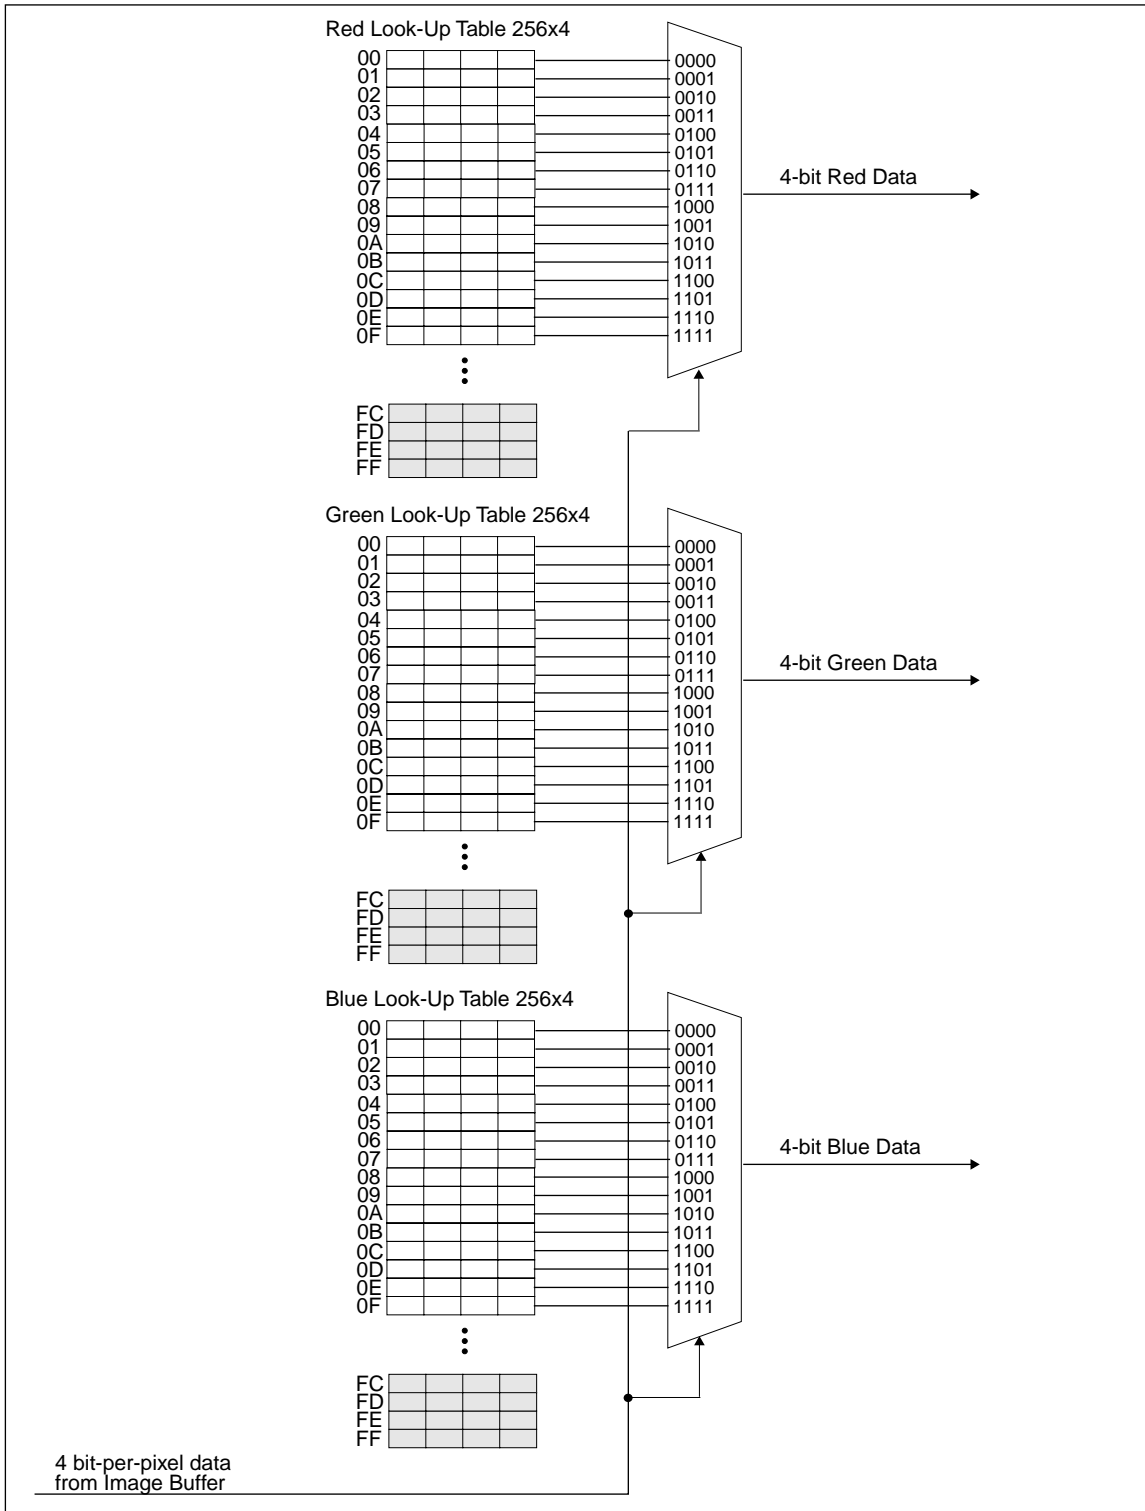 Red Look-Up Table 256x4
00 0000
01 0001
02 0010
03 0011
04 0100
05 0101
06 0110
07 0111
08 1000
09 1001
0A 1010
0B 1011
0C 1100
0D 1101
0E 1110
0F 1111
4-bit Red Data
FC
FD
FE
FF
Green Look-Up Table 256x4
00 0000
01 0001
02 0010
03 0011
04 0100
05 0101
06 0110
07 0111
08 1000
09 1001
0A 1010
0B 1011
0C 1100
0D 1101
0E 1110
0F 1111
4-bit Green Data
FC
FD
FE
FF
Blue Look-Up Table 256x4
00 0000
01 0001
02 0010
03 0011
04 0100
05 0101
06 0110
07 0111
08 1000
09 1001
0A 1010
0B 1011
0C 1100
0D 1101
0E 1110
0F 1111
4-bit Blue Data
FC
FD
FE
FF
4 bit-per-pixel data
from Image Buffer